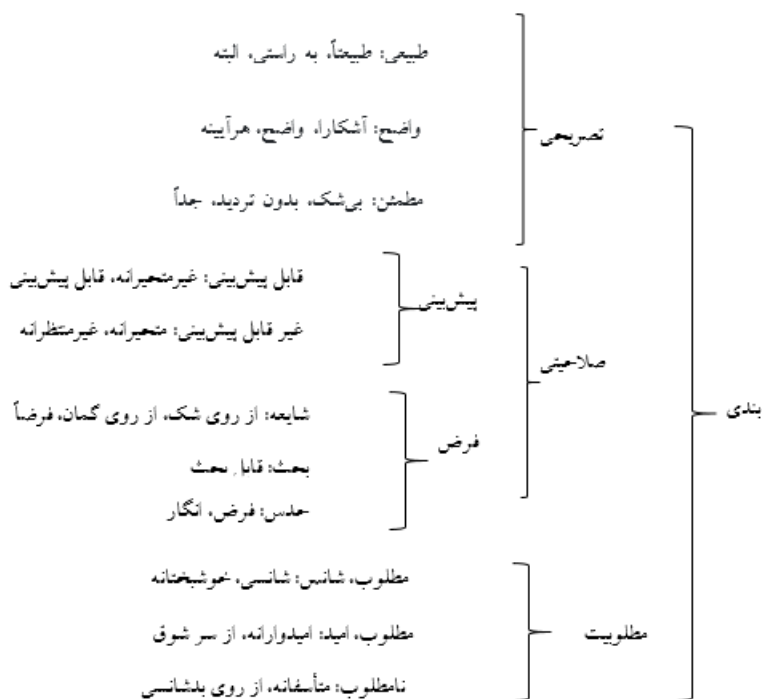 طبیعی: طبیعتاً، به راستی، البته
واضح: آشکارا، واضح، هرآیینه
تصریحی
مطمئن: بی‌شک، بدون تردید، جداً
قابل پیش‌بینی: غیرمتحیرانه، قابل پیش‌بینی
پیش‌بینی
غیر قابل پیش‌بینی: متحیرانه، غیرمنتظرانه
صلاحیتی
بندی
شایعه: از روی شک، از روی گمان، فرضاً
فرض
بحث: قابل بحث
حدس: فرض، انگار
مطلوب، شانس: شانسی، خوشبختانه
مطلوب، امید: امیدوارانه، از سر شوق
مطلوبیت
نامطلوب: متأسفانه، از روی بدشانسی